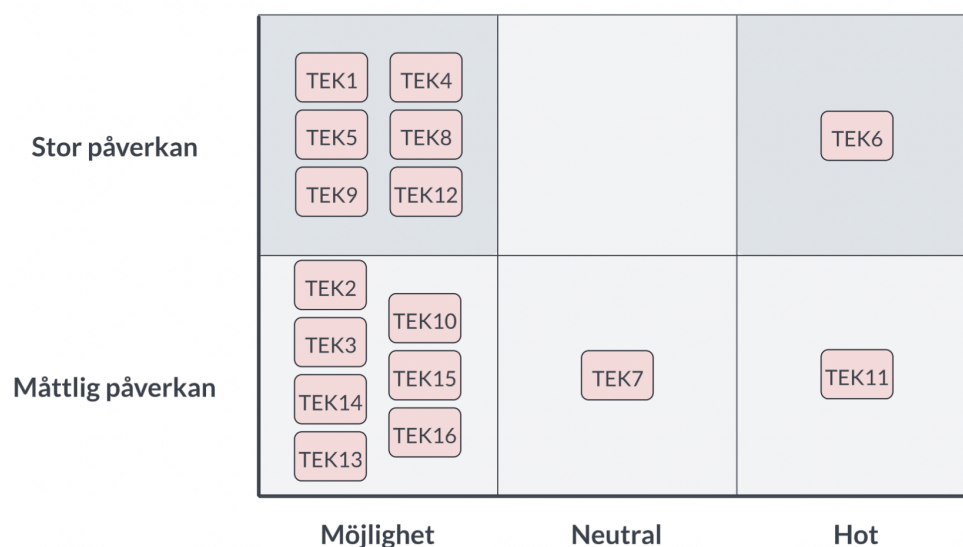 Stor påverkan
TEK1 TEK4
TEK5 TEK8
TEK9 TEK12
TEK6
Måttlig påverkan
TEK2
TEK3
TEK14
TEK13
TEK10
TEK15
TEK16
TEK7
TEK11
Möjlighet Neutral Hot